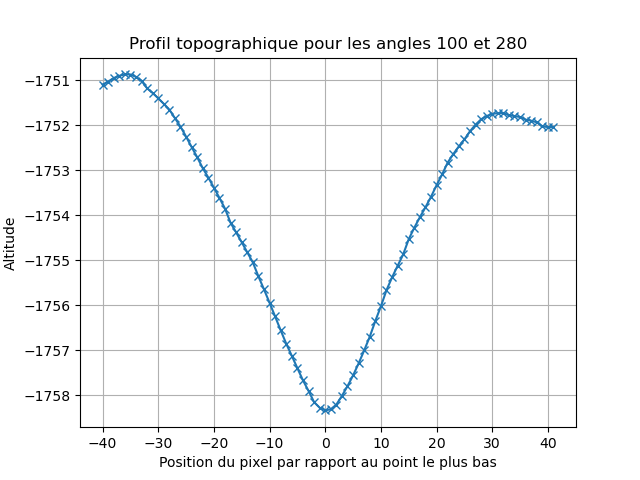 Profil topographique pour les angles 100 et 280
−1751
−1752
−1753
−1754
−1755
−1756
−1757
−1758
Altitude
−40 −30 −20 −10 0 10 20 30 40
Position du pixel par rapport au point le plus bas